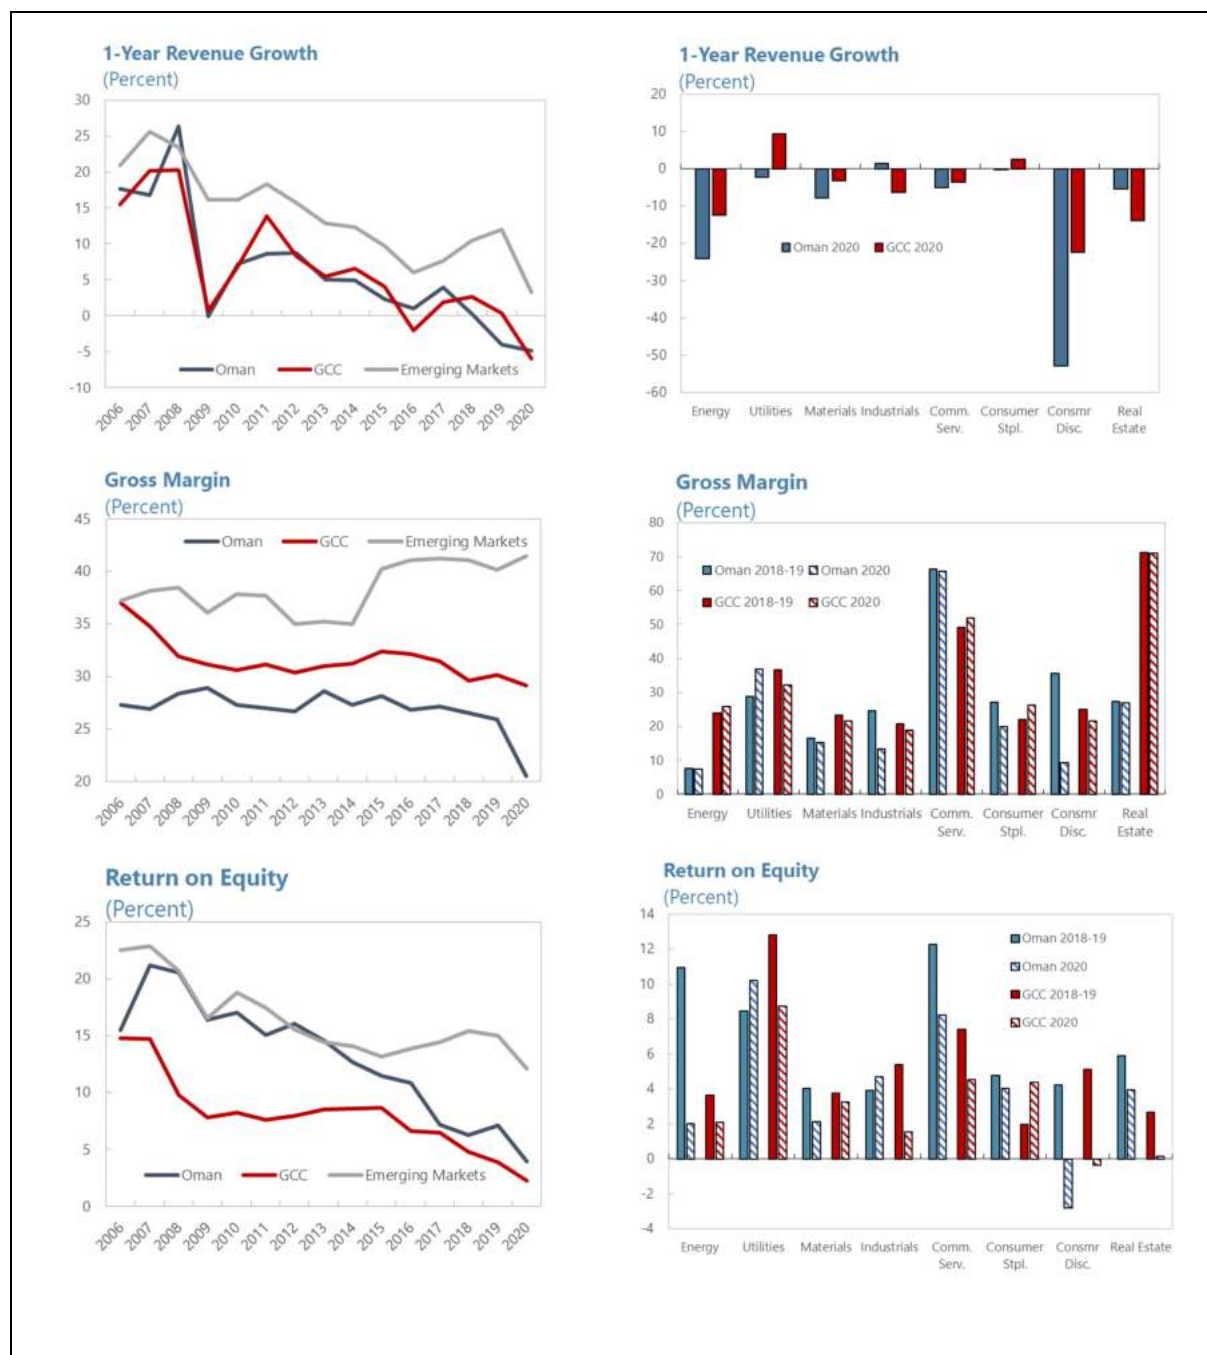 1-Year Revenue Growth
(Percent)
30
25
20
15
10
5
0
-5
-10
Oman GCC Emerging Markets
2006 2007 2008 2009 2010 2011 2012 2013 2014 2015 2016 2017 2018 2019 2020
1-Year Revenue Growth
(Percent)
20
10
0
-10
-20
-30
-40
-50
-60
Oman 2020 GCC 2020
Energy Utilities Materials Industrials Comm. Consumer Consmr Real
Serv. Stpl. Disc. Estate
Gross Margin
(Percent)
45
40
35
30
25
20
Oman GCC Emerging Markets
2006 2007 2008 2009 2010 2011 2012 2013 2014 2015 2016 2017 2018 2019 2020
Gross Margin
(Percent)
80
70
60
50
40
30
20
10
0
Oman 2018-19 Oman 2020
GCC 2018-19 GCC 2020
Energy Utilities Materials Industrials Comm. Consumer Consmr Real
Serv. Stpl. Disc. Estate
Return on Equity
(Percent)
25
20
15
10
5
0
Oman GCC Emerging Markets
2006 2007 2008 2009 2010 2011 2012 2013 2014 2015 2016 2017 2018 2019 2020
Return on Equity
(Percent)
14
12
10
8
6
4
2
0
-2
-4
Oman 2018-19
Oman 2020
GCC 2018-19
GCC 2020
Energy Utilities Materials Industrials Comm. Consumer Consmr Real Estate
Serv. Stpl. Disc.